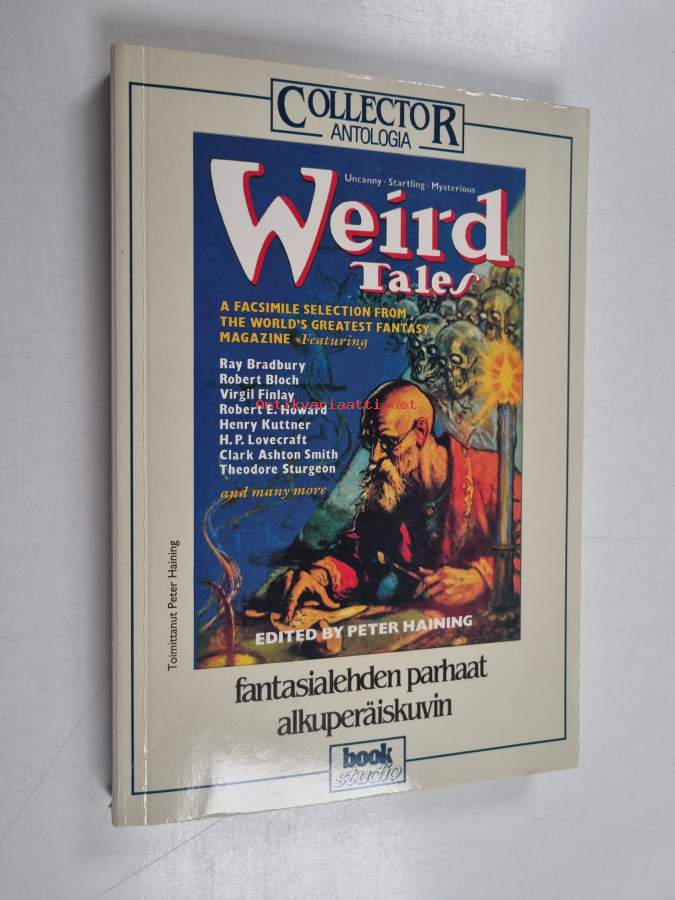 COLLECTOR
ANTOLOGIA
Uncanny · Startling · Mysterious
Weird
Tales
A FACSIMILE SELECTION FROM
THE WORLD'S GREATEST FANTASY
MAGAZINE · Featuring
Ray Bradbury
Robert Bloch
Virgil Finlay
Antikvariaatti.net
Robert E. Howard
Henry Kuttner
H. P. Lovecraft
Clark Ashton Smith
Theodore Sturgeon
and many more
EDITED BY PETER HAINING
Toimittanut Peter Haining
fantasialehden parhaat
alkuperäiskuvin
book
studio